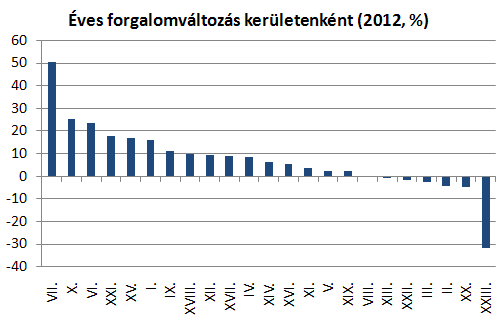 Éves forgalomváltozás kerületenként (2012, %)
60
50
40
30
20
10
0
-10
-20
-30
-40
VII.
X.
VI.
XXI.
XV.
I.
IX.
XVIII.
XII.
XVII.
IV.
XIV.
XVI.
XI.
V.
XIX.
VIII.
XIII.
XXII.
III.
II.
XX.
XXIII.